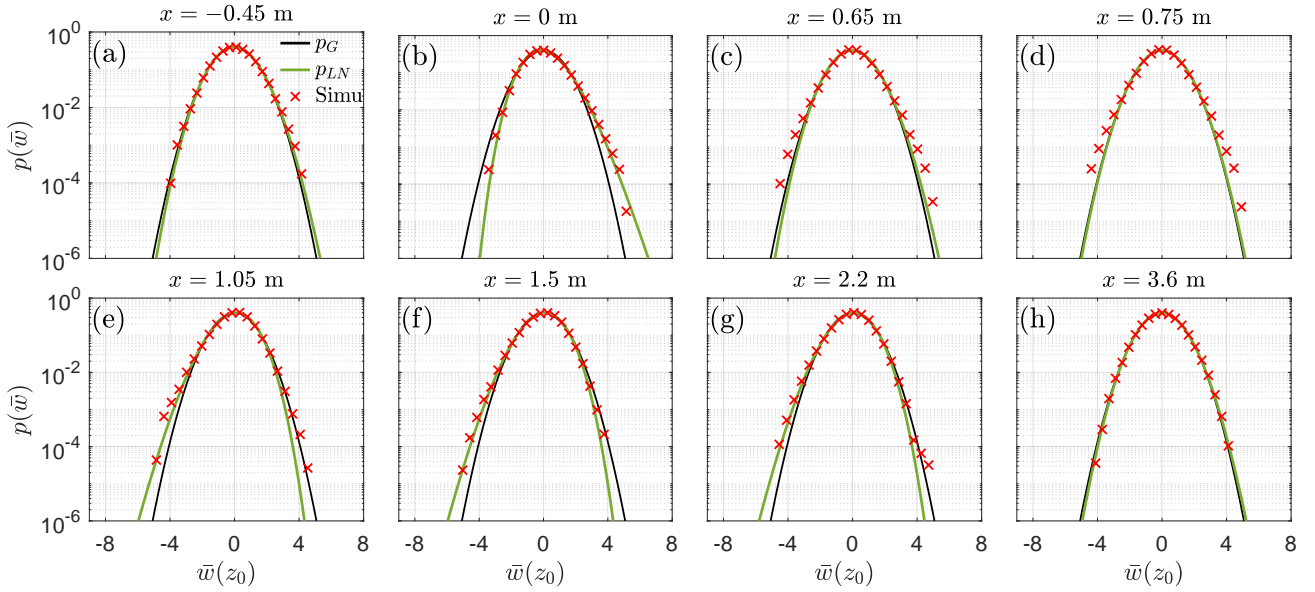 x = −0.45 m
x = 0 m
x = 0.65 m
x = 0.75 m
(a)
(b)
(c)
(d)
p_G
p_{LN}
Simu
10^0
10^{-2}
10^{-4}
10^{-6}
p(w̄)
x = 1.05 m
x = 1.5 m
x = 2.2 m
x = 3.6 m
(e)
(f)
(g)
(h)
10^0
10^{-2}
10^{-4}
10^{-6}
p(w̄)
-8 -4 0 4 8
-8 -4 0 4 8
-8 -4 0 4 8
-8 -4 0 4 8
w̄(z_0)
w̄(z_0)
w̄(z_0)
w̄(z_0)